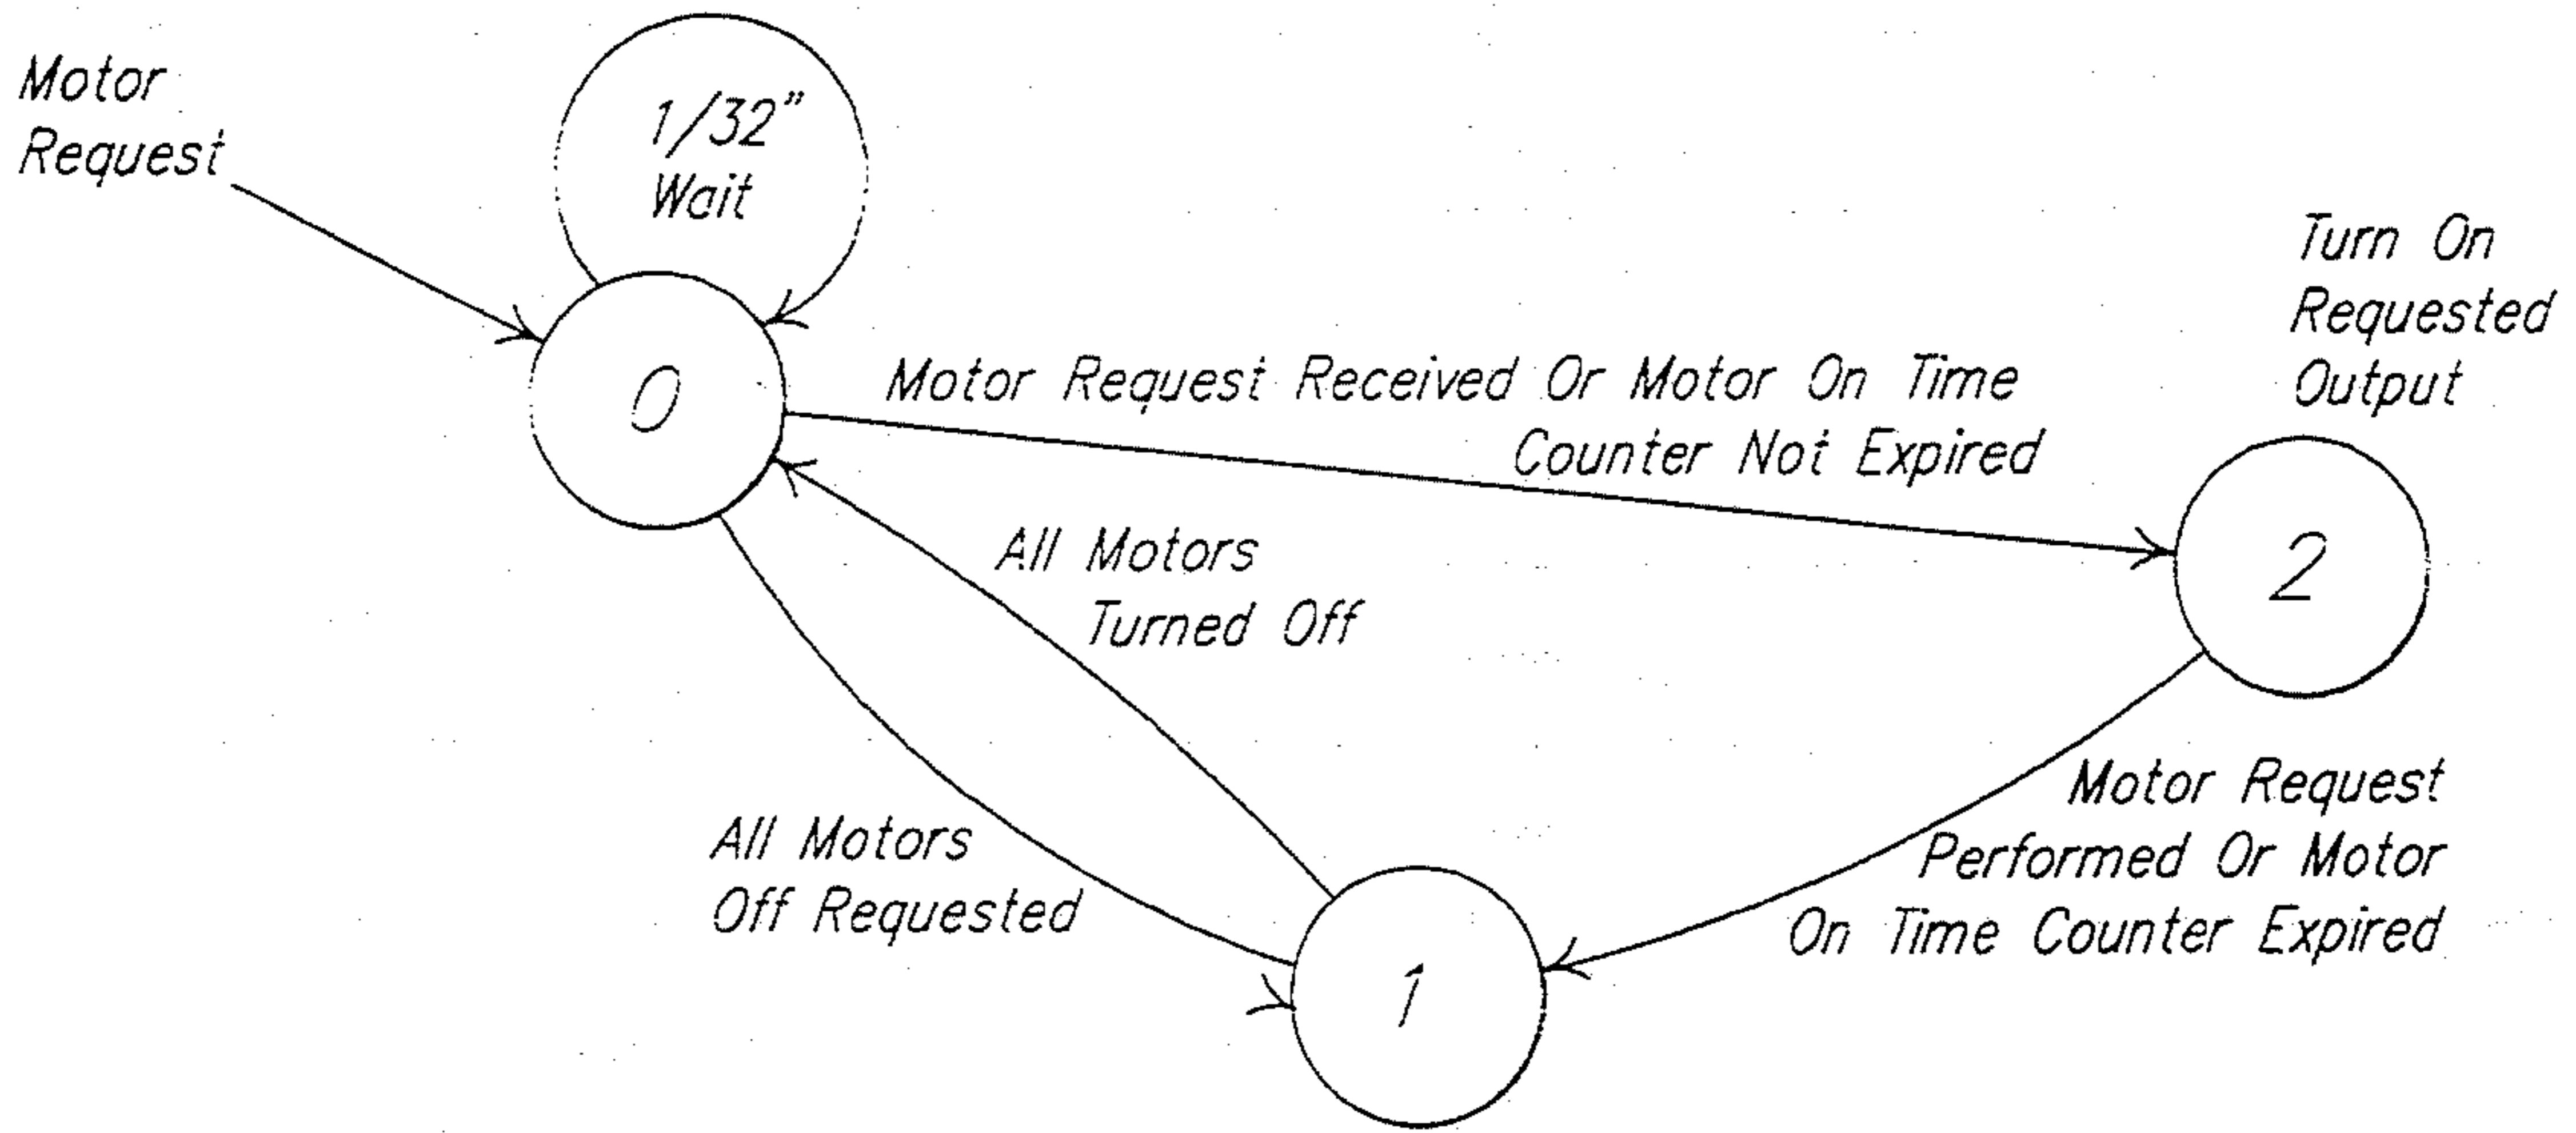 Motor
Request
1/32”
Wait
0
Motor Request Received Or Motor On Time
Counter Not Expired
Turn On
Requested
Output
2
All Motors
Turned Off
All Motors
Off Requested
1
Motor Request
Performed Or Motor
On Time Counter Expired